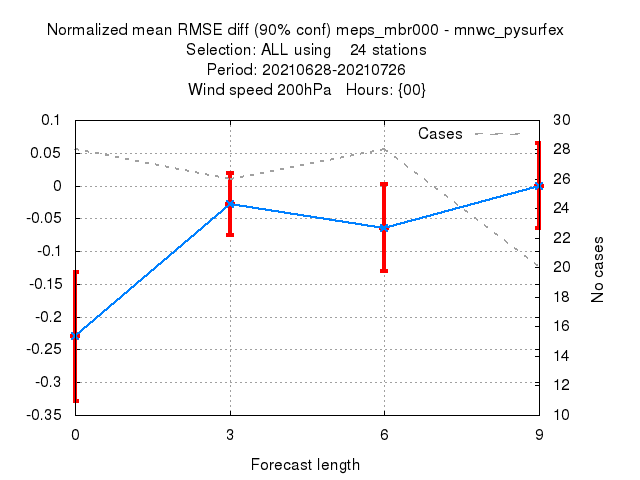 Normalized mean RMSE diff (90% conf) meps_mbr000 - mnwc_pysurfex
Selection: ALL using 24 stations
Period: 20210628-20210726
Wind speed 200hPa Hours: {00}
Cases
0.1
0.05
0
-0.05
-0.1
-0.15
-0.2
-0.25
-0.3
-0.35
30
28
26
24
22
20
18
16
14
12
10
No cases
0 3 6 9
Forecast length